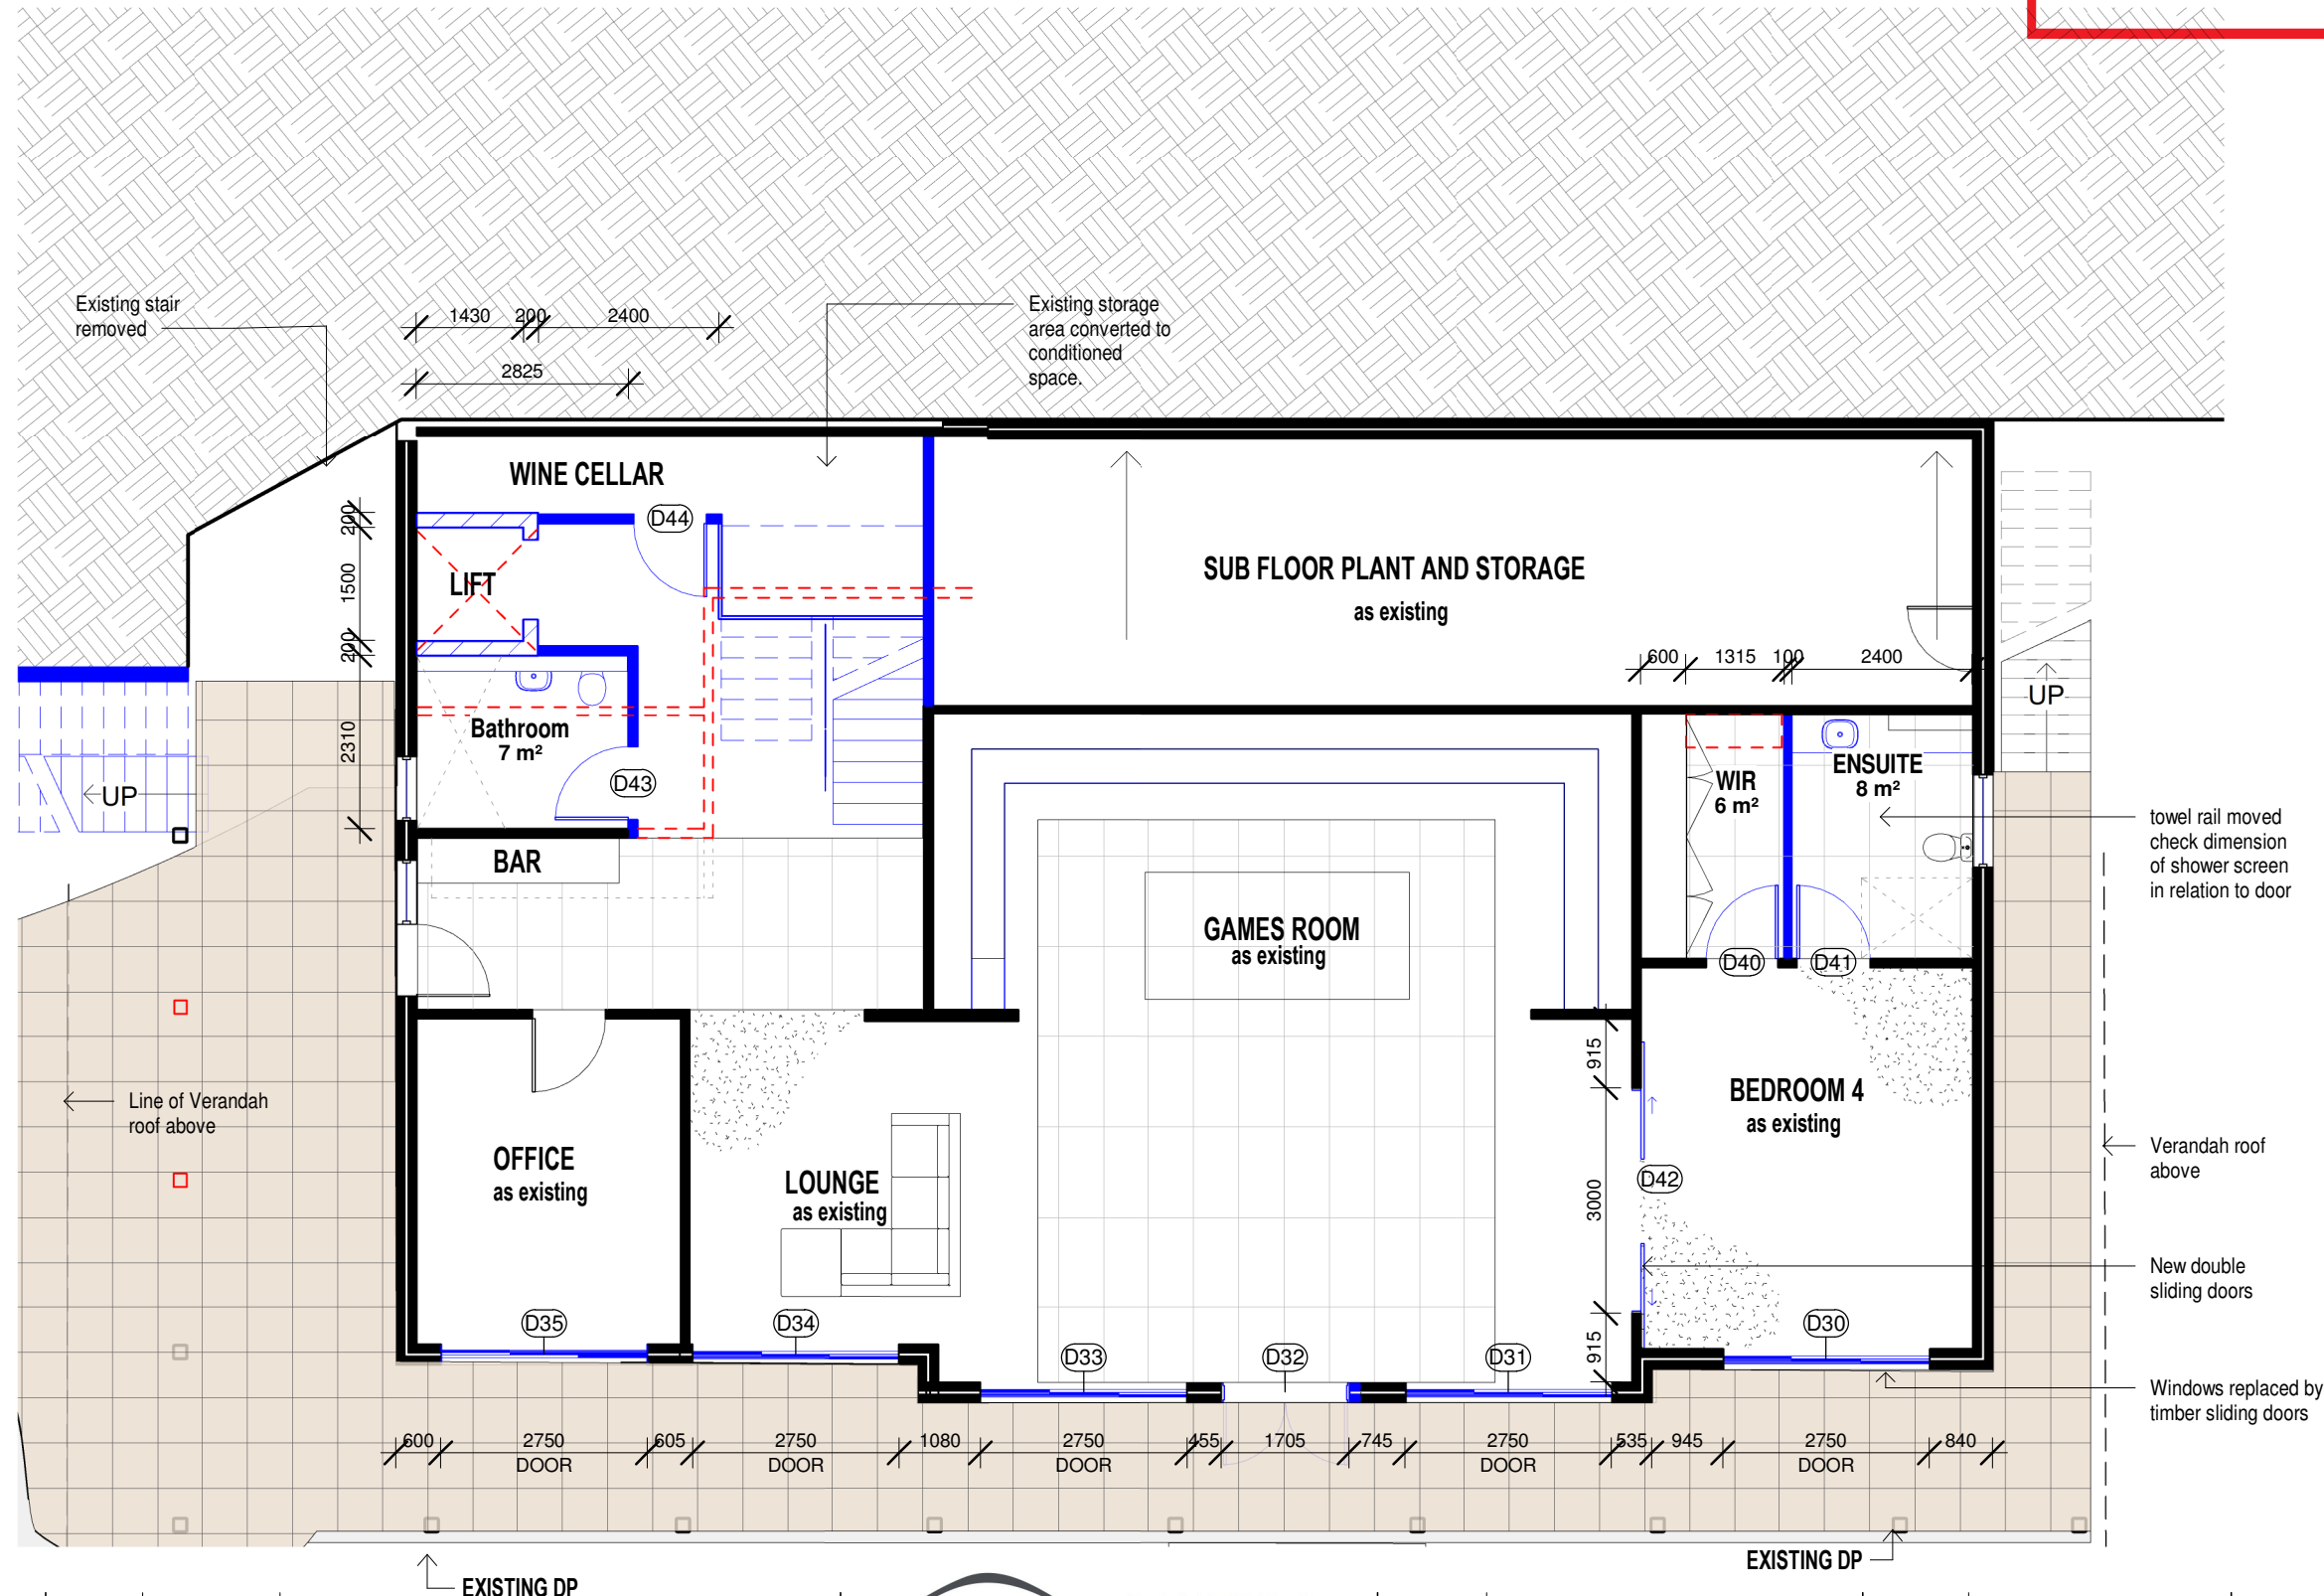 Existing stair
removed
1430
200
2400
2825
Existing storage
area converted to
conditioned
space.
WINE CELLAR
D44
200
1500
200
2310
LIFT
SUB FLOOR PLANT AND STORAGE
as existing
600
1315
100
2400
UP
UP
Bathroom
7 m²
D43
BAR
WIR
6 m²
ENSUITE
8 m²
towel rail moved
check dimension
of shower screen
in relation to door
GAMES ROOM
as existing
D40
D41
915
3000
915
BEDROOM 4
as existing
Line of Verandah
roof above
Verandah roof
above
OFFICE
as existing
LOUNGE
as existing
D42
New double
sliding doors
D35
D34
D33
D32
D31
D30
Windows replaced by
timber sliding doors
600
2750
DOOR
605
2750
DOOR
1080
2750
DOOR
455
1705
745
2750
DOOR
535
945
2750
DOOR
840
EXISTING DP
EXISTING DP